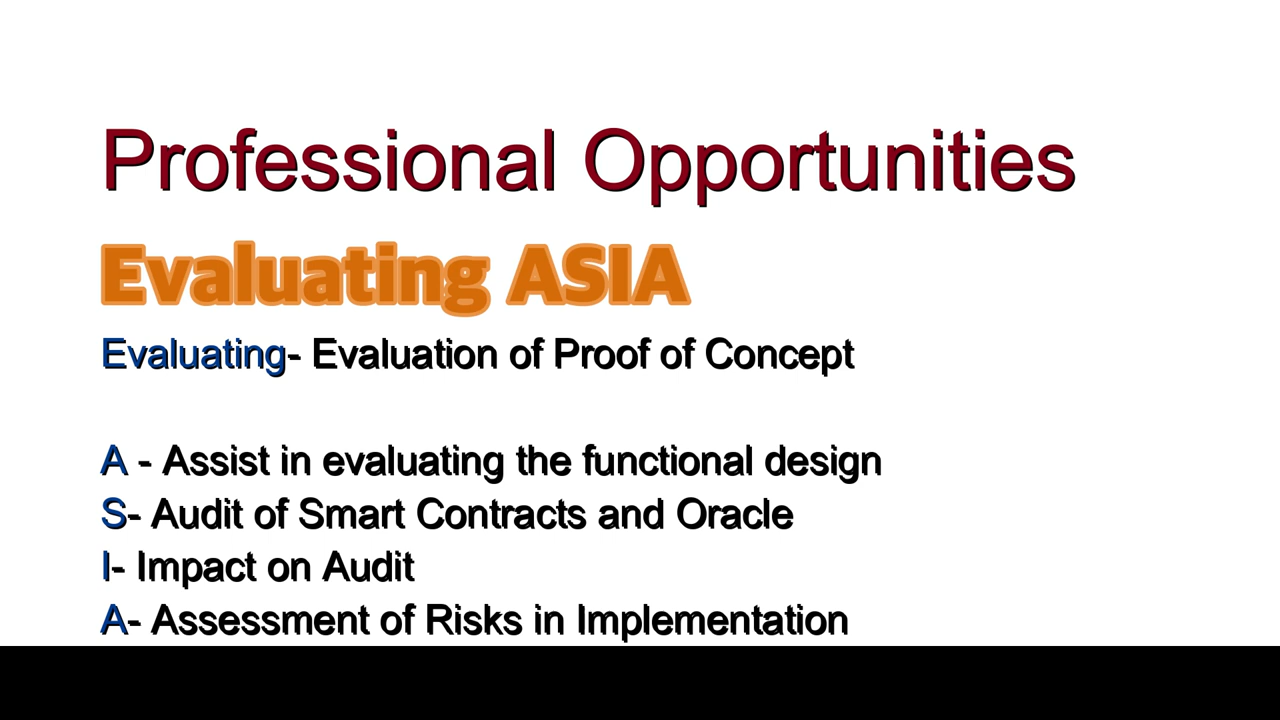 Professional Opportunities
Evaluating ASIA
Evaluating- Evaluation of Proof of Concept
A - Assist in evaluating the functional design
S- Audit of Smart Contracts and Oracle
I- Impact on Audit
A- Assessment of Risks in Implementation